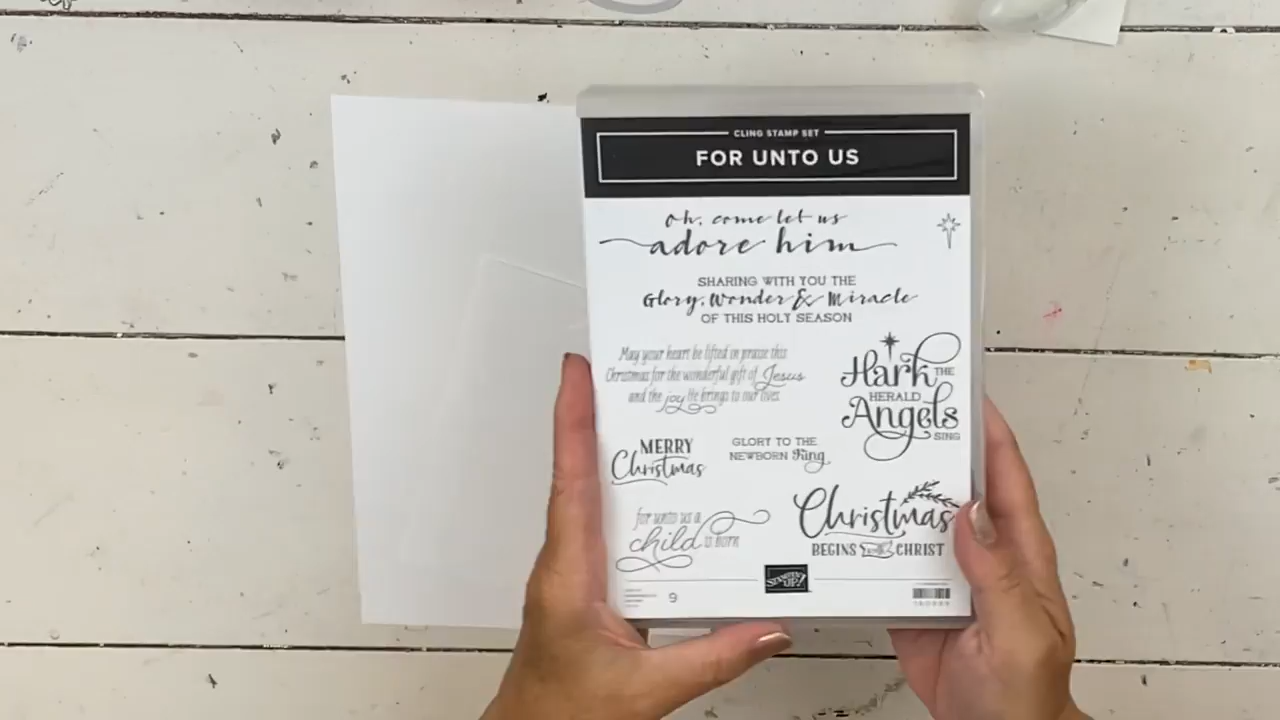 CLING STAMP SET
FOR UNTO US
oh, come let us
adore him
SHARING WITH YOU THE
Glory, Wonder & Miracle
OF THIS HOLY SEASON
May your heart be lifted in praise this
Christmas for the wonderful gift of Jesus
and the joy He brings to our lives
Hark THE
HERALD
Angels
SING
MERRY
Christmas
GLORY TO THE
NEWBORN King
for unto us a
child is born
Christmas
BEGINS with CHRIST
STAMPIN' UP!
9